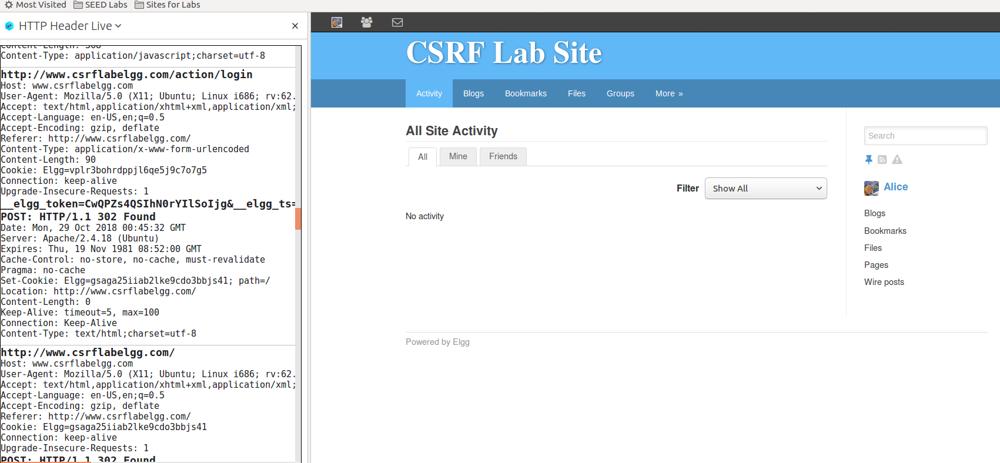 Most Visited SEED Labs Sites for Labs
HTTP Header Live
Content-Length: 308
Content-Type: application/javascript;charset=utf-8
http://www.csrflabelgg.com/action/login
Host: www.csrflabelgg.com
User-Agent: Mozilla/5.0 (X11; Ubuntu; Linux i686; rv:62.
Accept: text/html,application/xhtml+xml,application/xml;
Accept-Language: en-US,en;q=0.5
Accept-Encoding: gzip, deflate
Referer: http://www.csrflabelgg.com/
Content-Type: application/x-www-form-urlencoded
Content-Length: 90
Cookie: Elgg=vplr3bohrdppjl6qe5j9c7o7g5
Connection: keep-alive
Upgrade-Insecure-Requests: 1
__elgg_token=CwQPZs4QSIhN0rYIlSoIjg&__elgg_ts=
POST: HTTP/1.1 302 Found
Date: Mon, 29 Oct 2018 00:45:32 GMT
Server: Apache/2.4.18 (Ubuntu)
Expires: Thu, 19 Nov 1981 08:52:00 GMT
Cache-Control: no-store, no-cache, must-revalidate
Pragma: no-cache
Set-Cookie: Elgg=gsaga25iiab2lke9cdo3bbjs41; path=/
Location: http://www.csrflabelgg.com/
Content-Length: 0
Keep-Alive: timeout=5, max=100
Connection: Keep-Alive
Content-Type: text/html;charset=utf-8
http://www.csrflabelgg.com/
Host: www.csrflabelgg.com
User-Agent: Mozilla/5.0 (X11; Ubuntu; Linux i686; rv:62.
Accept: text/html,application/xhtml+xml,application/xml;
Accept-Language: en-US,en;q=0.5
Accept-Encoding: gzip, deflate
Referer: http://www.csrflabelgg.com/
Cookie: Elgg=gsaga25iiab2lke9cdo3bbjs41
Connection: keep-alive
Upgrade-Insecure-Requests: 1
POST: HTTP/1.1 302 Found
CSRF Lab Site
Activity Blogs Bookmarks Files Groups More »
All Site Activity
All Mine Friends
Filter Show All
No activity
Powered by Elgg
Search
Alice
Blogs
Bookmarks
Files
Pages
Wire posts